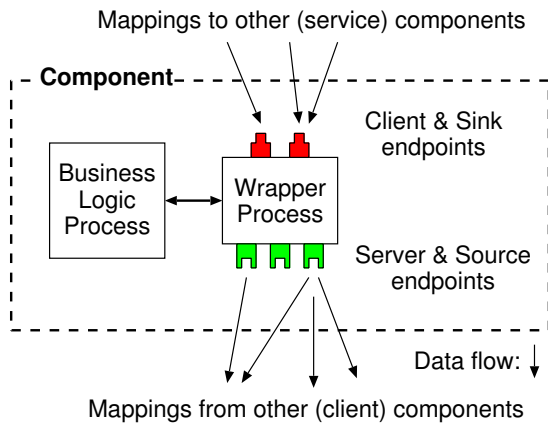 Mappings to other (service) components
Component
Client & Sink
endpoints
Business
Logic
Process
Wrapper
Process
Server & Source
endpoints
Data flow:
Mappings from other (client) components